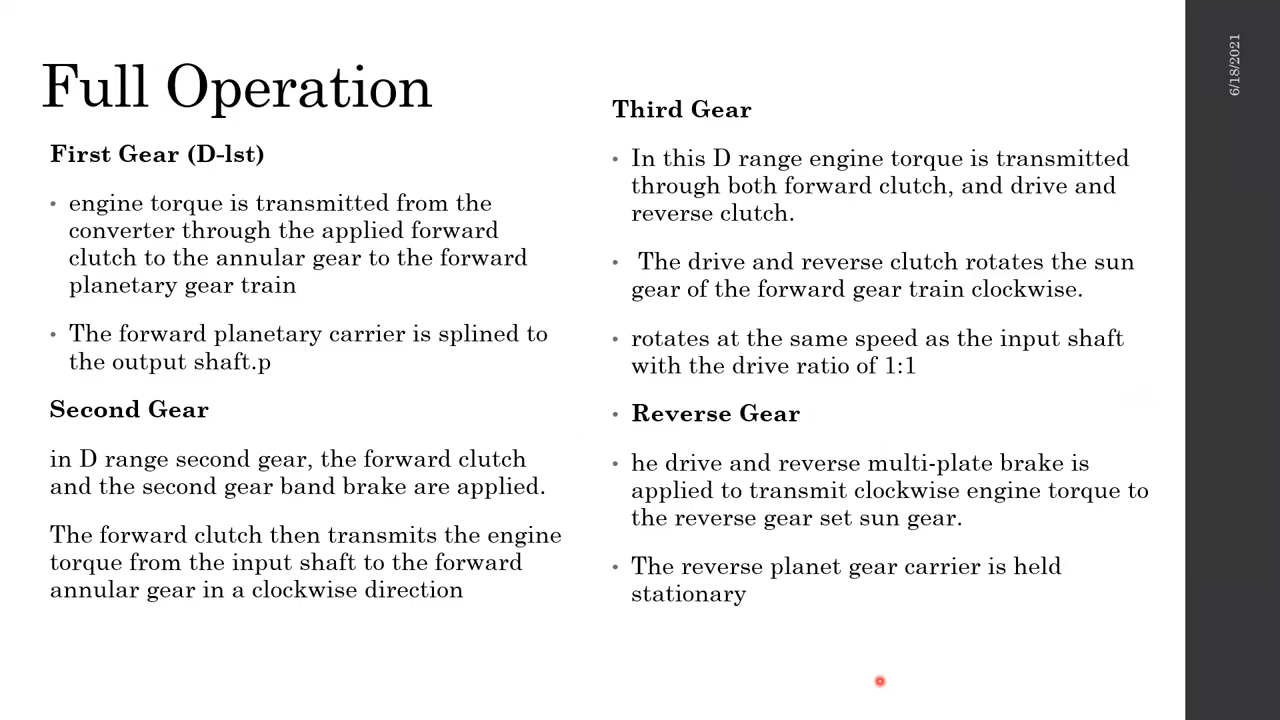 Full Operation
First Gear (D-lst)
• engine torque is transmitted from the
converter through the applied forward
clutch to the annular gear to the forward
planetary gear train
• The forward planetary carrier is splined to
the output shaft.p
Second Gear
in D range second gear, the forward clutch
and the second gear band brake are applied.
The forward clutch then transmits the engine
torque from the input shaft to the forward
annular gear in a clockwise direction
Third Gear
• In this D range engine torque is transmitted
through both forward clutch, and drive and
reverse clutch.
• The drive and reverse clutch rotates the sun
gear of the forward gear train clockwise.
• rotates at the same speed as the input shaft
with the drive ratio of 1:1
• Reverse Gear
• he drive and reverse multi-plate brake is
applied to transmit clockwise engine torque to
the reverse gear set sun gear.
• The reverse planet gear carrier is held
stationary
6/18/2021